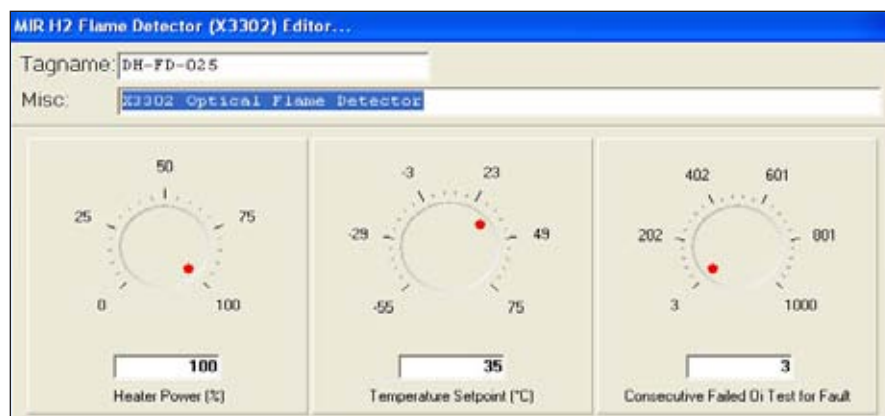 MIR H2 Flame Detector (X3302) Editor...
Tagname: DH-FD-025
Misc: X3302 Optical Flame Detector
50
25 75
0 100
100
Heater Power (%)
-3 23
-29 49
-55 75
35
Temperature Setpoint (°C)
402 601
202 801
3 1000
3
Consecutive Failed Oi Test for Fault